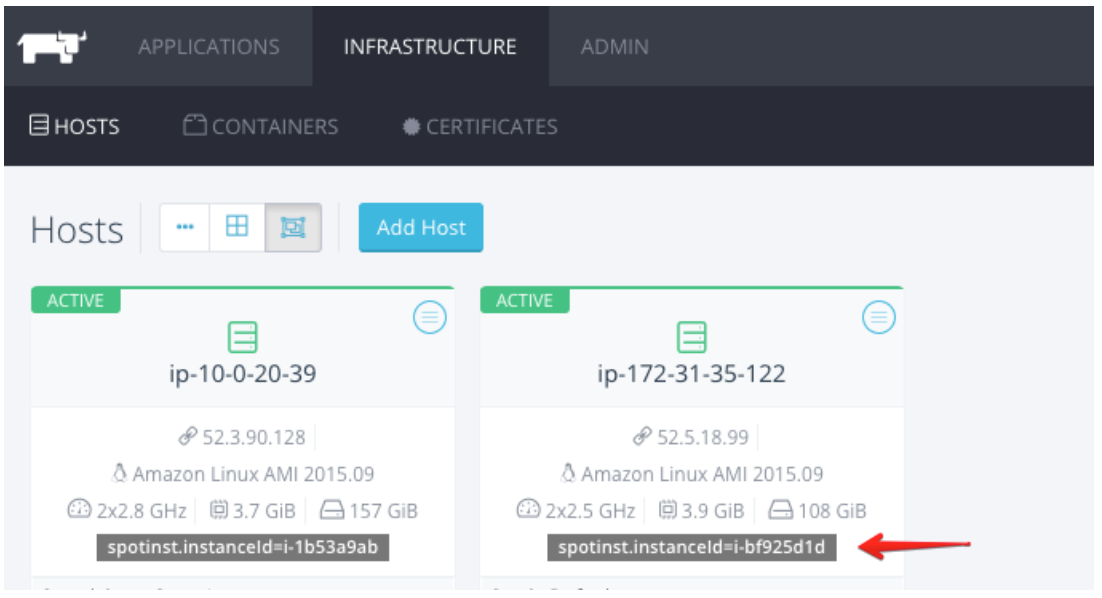 APPLICATIONS INFRASTRUCTURE ADMIN
HOSTS CONTAINERS CERTIFICATES
Hosts Add Host
ACTIVE ACTIVE
ip-10-0-20-39 ip-172-31-35-122
52.3.90.128 52.5.18.99
Amazon Linux AMI 2015.09 Amazon Linux AMI 2015.09
2x2.8 GHz 3.7 GiB 157 GiB 2x2.5 GHz 3.9 GiB 108 GiB
spotinst.instanceId=i-1b53a9ab spotinst.instanceId=i-bf925d1d